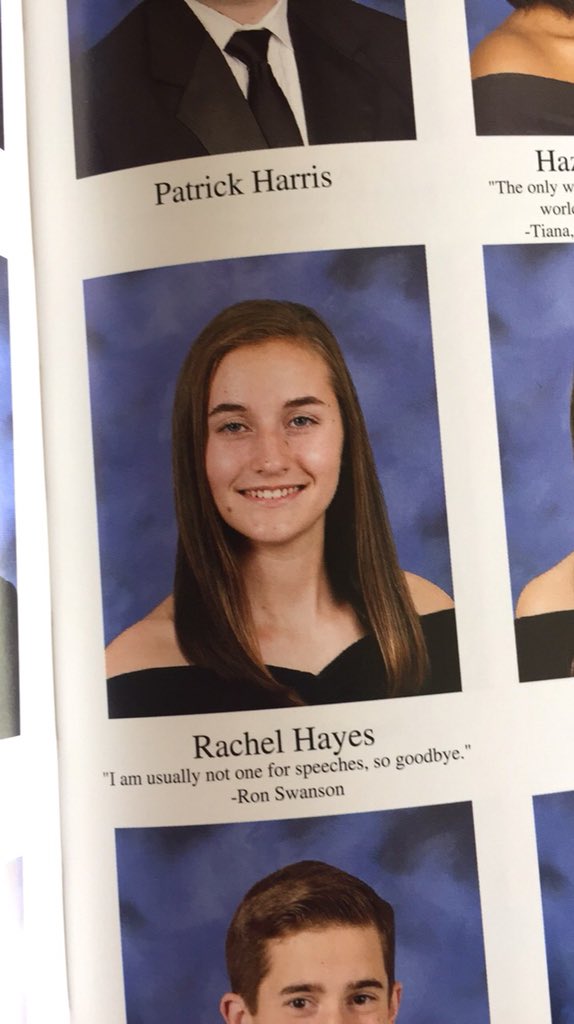 Patrick Harris
"The only
-Tiana,
Rachel Hayes
"I am usually not one for speeches, so goodbye."
-Ron Swanson